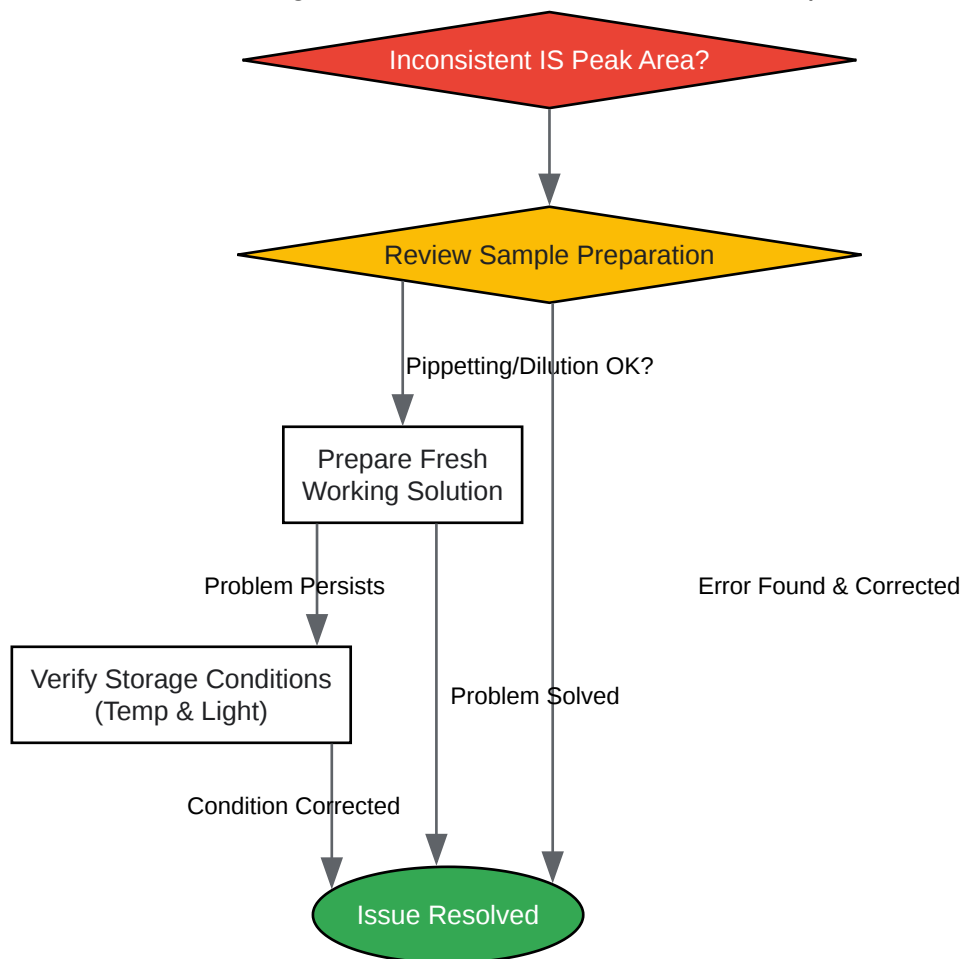 Inconsistent IS Peak Area?
Review Sample Preparation
Pippetting/Dilution OK?
Prepare Fresh
Working Solution
Problem Persists
Error Found & Corrected
Verify Storage Conditions
(Temp & Light)
Problem Solved
Condition Corrected
Issue Resolved